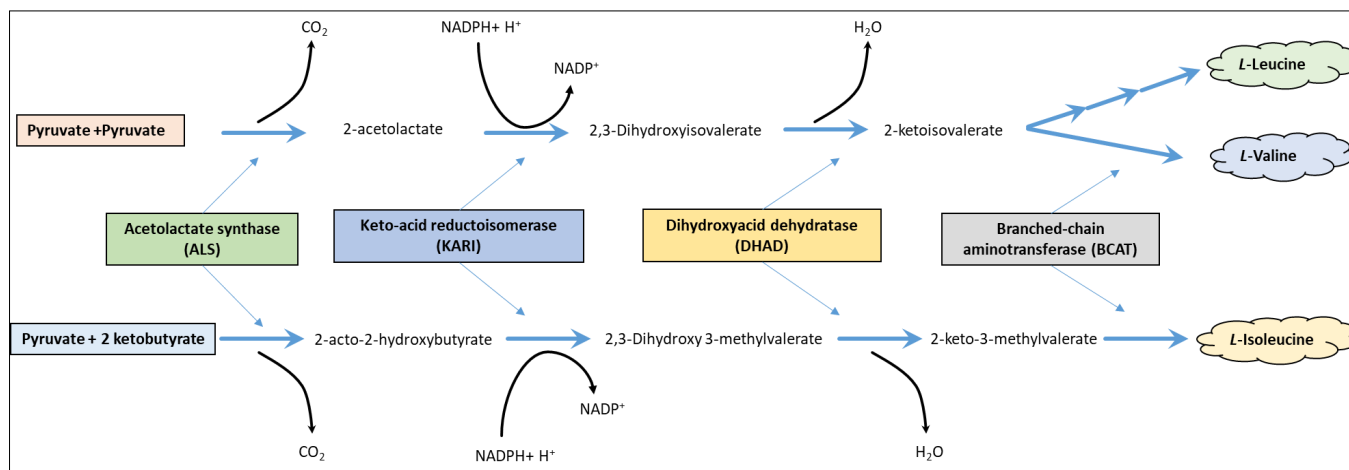 CO₂
NADPH+ H⁺
H₂O
NADP⁺
L-Leucine
Pyruvate +Pyruvate
2-acetolactate
2,3-Dihydroxyisovalerate
2-ketoisovalerate
L-Valine
Acetolactate synthase
(ALS)
Keto-acid reductoisomerase
(KARI)
Dihydroxyacid dehydratase
(DHAD)
Branched-chain
aminotransferase (BCAT)
Pyruvate + 2 ketobutyrate
2-acto-2-hydroxybutyrate
2,3-Dihydroxy 3-methylvalerate
2-keto-3-methylvalerate
L-Isoleucine
NADP⁺
CO₂
NADPH+ H⁺
H₂O